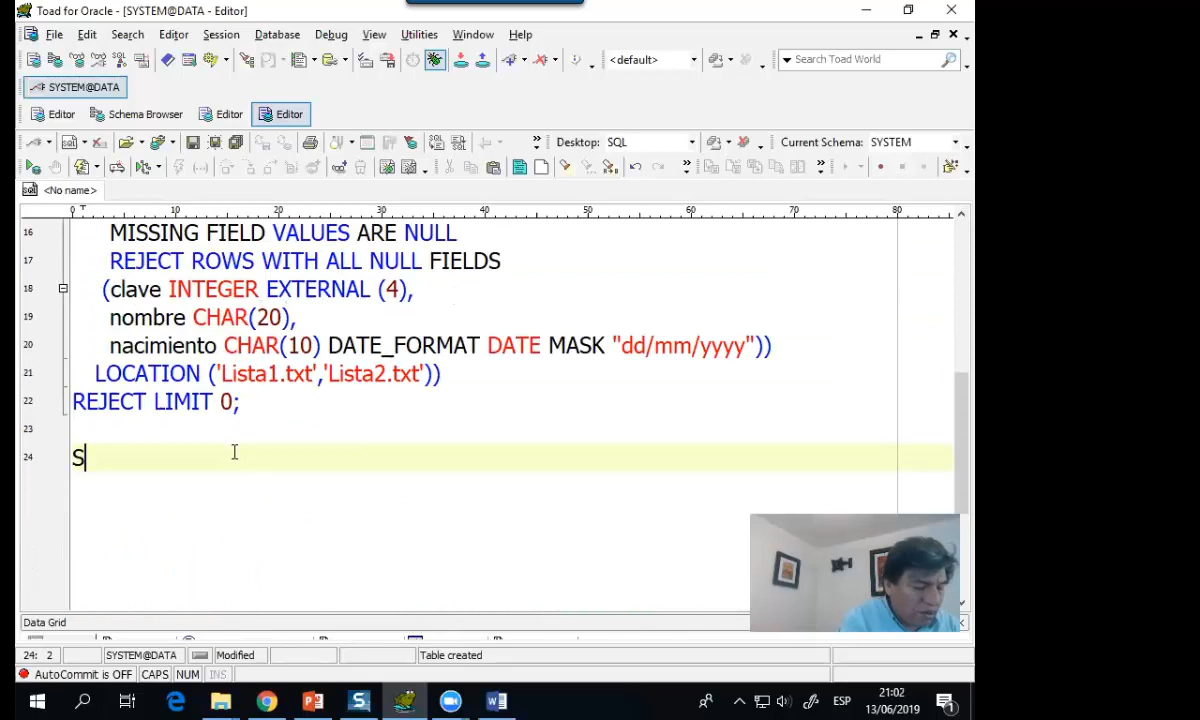 Toad for Oracle - [SYSTEM@DATA - Editor]
File Edit Search Editor Session Database Debug View Utilities Window Help
<default> Search Toad World
SYSTEM@DATA
Editor Schema Browser Editor Editor
Desktop: SQL Current Schema: SYSTEM
<No name>
0 10 20 30 40 50 60 70 80
16 MISSING FIELD VALUES ARE NULL
17 REJECT ROWS WITH ALL NULL FIELDS
18 (clave INTEGER EXTERNAL (4),
19 nombre CHAR(20),
20 nacimiento CHAR(10) DATE_FORMAT DATE MASK "dd/mm/yyyy"))
21 LOCATION ('Lista1.txt','Lista2.txt'))
22 REJECT LIMIT 0;
23
24 S
Data Grid
24: 2 SYSTEM@DATA Modified Table created
AutoCommit is OFF CAPS NUM INS
ESP 21:02
13/06/2019